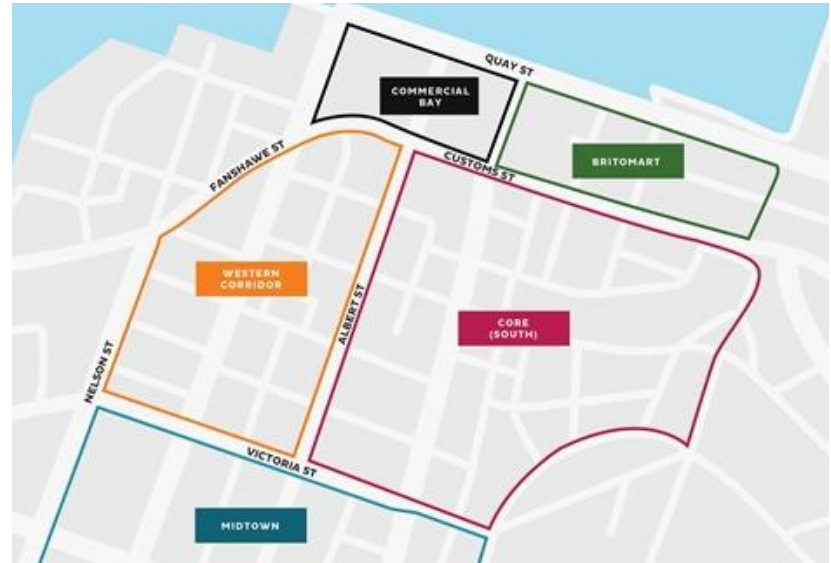 QUAY ST
COMMERCIAL
BAY
CUSTOMS ST
BRITOMART
FANSHAWE ST
WESTERN
CORRIDOR
ALBERT ST
CORE
(SOUTH)
NELSON ST
VICTORIA ST
MIDTOWN